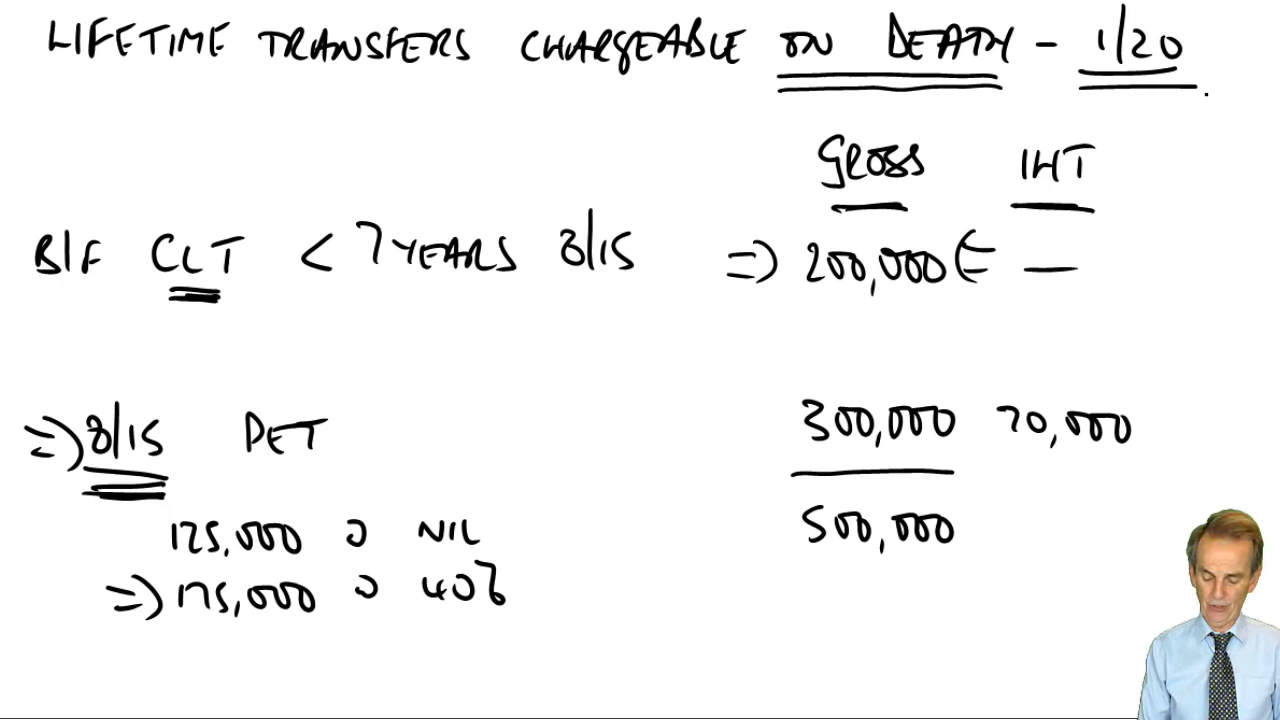 LIFETIME TRANSFERS CHARGEABLE ON DEATH - 1/20
GROSS IHT
B/F CLT < 7 YEARS 8/15 => 200,000 (= —
=> 8/15 PET 300,000 70,000
125,000 @ NIL 500,000
=> 175,000 @ 40%